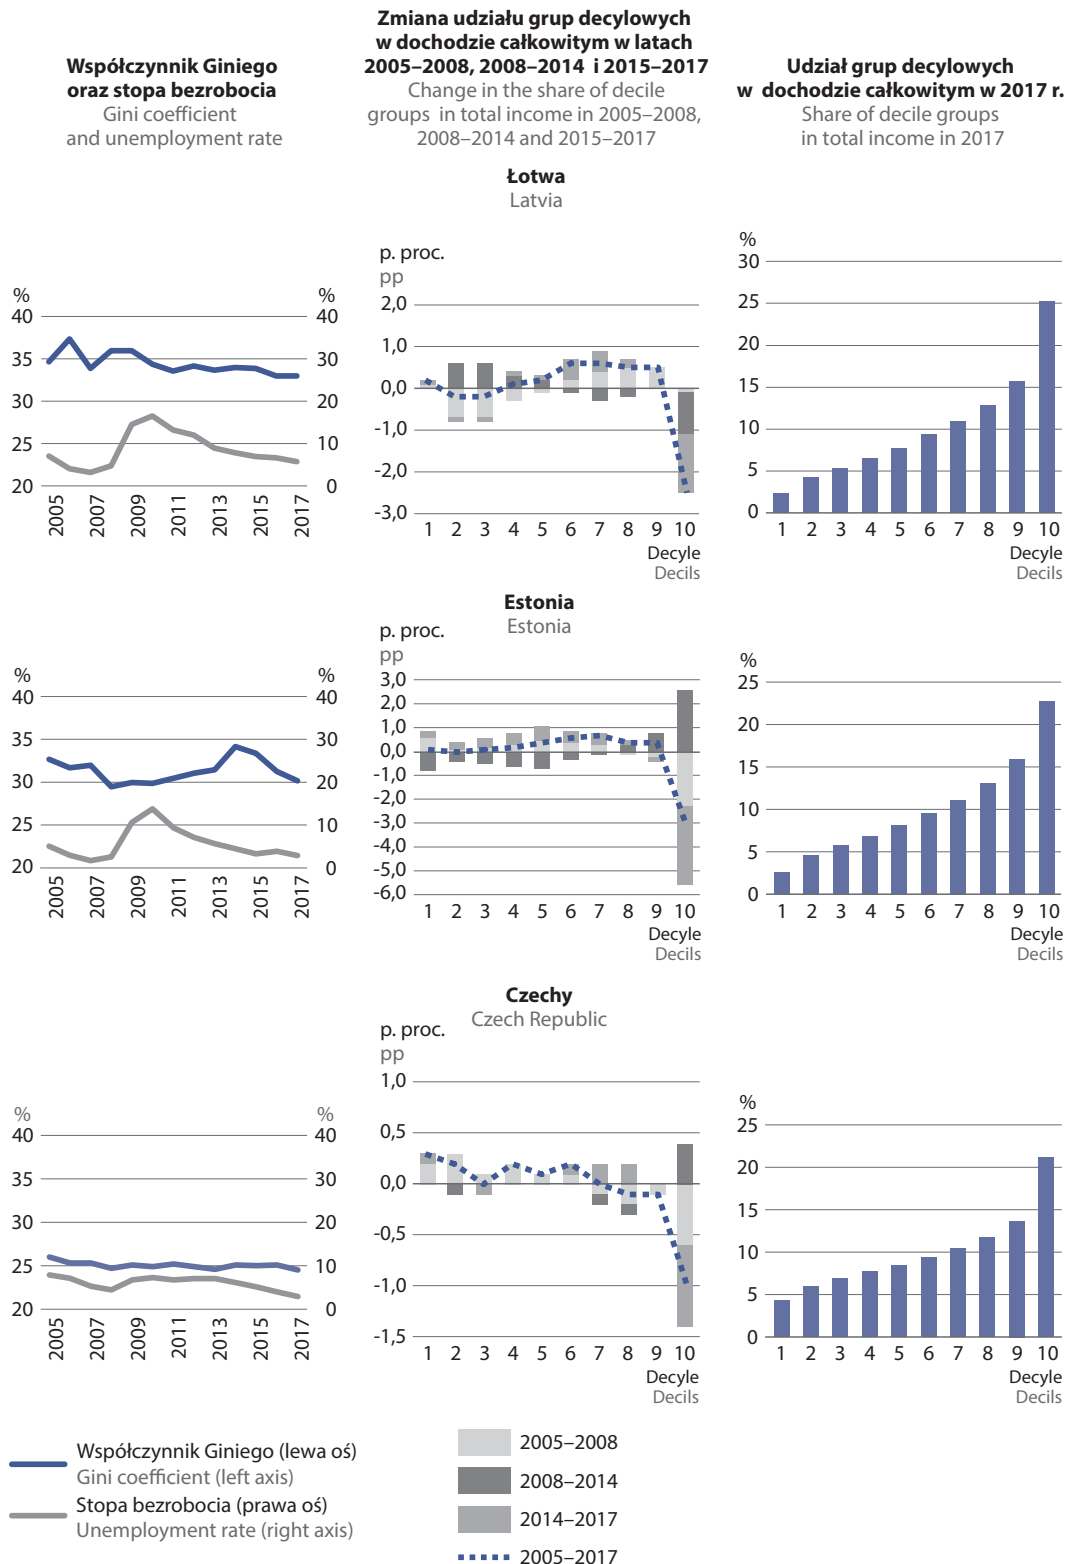 Współczynnik Giniego
oraz stopa bezrobocia
Gini coefficient
and unemployment rate
Zmiana udziału grup decylowych
w dochodzie całkowitym w latach
2005–2008, 2008–2014 i 2015–2017
Change in the share of decile
groups in total income in 2005–2008,
2008–2014 and 2015–2017
Udział grup decylowych
w dochodzie całkowitym w 2017 r.
Share of decile groups
in total income in 2017
Łotwa
Latvia
% %
40 40
35 30
30 20
25 10
20 0
2005 2007 2009 2011 2013 2015 2017
p. proc.
pp
2,0
1,0
0,0
-1,0
-2,0
-3,0
1 2 3 4 5 6 7 8 9 10
Decyle
Decils
%
30
25
20
15
10
5
0
1 2 3 4 5 6 7 8 9 10
Decyle
Decils
Estonia
Estonia
% %
40 40
35 30
30 20
25 10
20 0
2005 2007 2009 2011 2013 2015 2017
p. proc.
pp
3,0
2,0
1,0
0,0
-1,0
-2,0
-3,0
-4,0
-5,0
-6,0
1 2 3 4 5 6 7 8 9 10
Decyle
Decils
%
25
20
15
10
5
0
1 2 3 4 5 6 7 8 9 10
Decyle
Decils
Czechy
Czech Republic
% %
40 40
35 30
30 20
25 10
20 0
2005 2007 2009 2011 2013 2015 2017
p. proc.
pp
1,0
0,5
0,0
-0,5
-1,0
-1,5
1 2 3 4 5 6 7 8 9 10
Decyle
Decils
%
25
20
15
10
5
0
1 2 3 4 5 6 7 8 9 10
Decyle
Decils
Współczynnik Giniego (lewa oś)
Gini coefficient (left axis)
Stopa bezrobocia (prawa oś)
Unemployment rate (right axis)
2005–2008
2008–2014
2014–2017
2005–2017